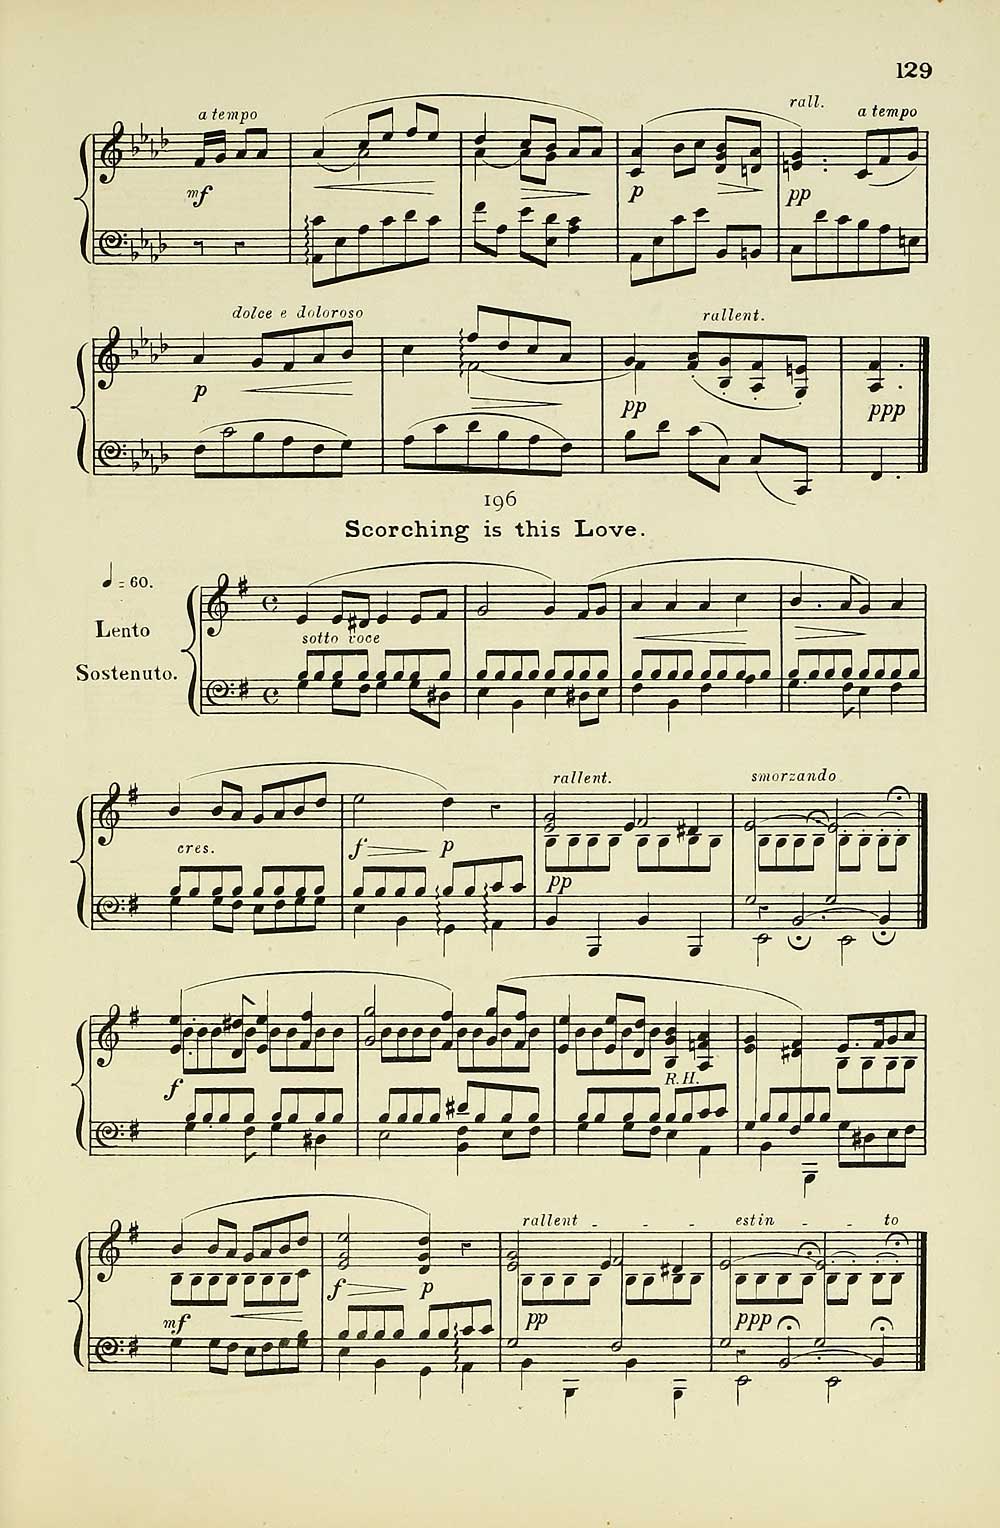 129
a tempo
rall.
a tempo
mf
p
pp
dolce e doloroso
rallent.
p
pp
ppp
196
Scorching is this Love.
♩ = 60.
Lento
Sostenuto.
sotto voce
rallent.
smorzando
cres.
f
p
pp
f
R.H.
rallent - - - estin - - to
mf
f
p
pp
ppp